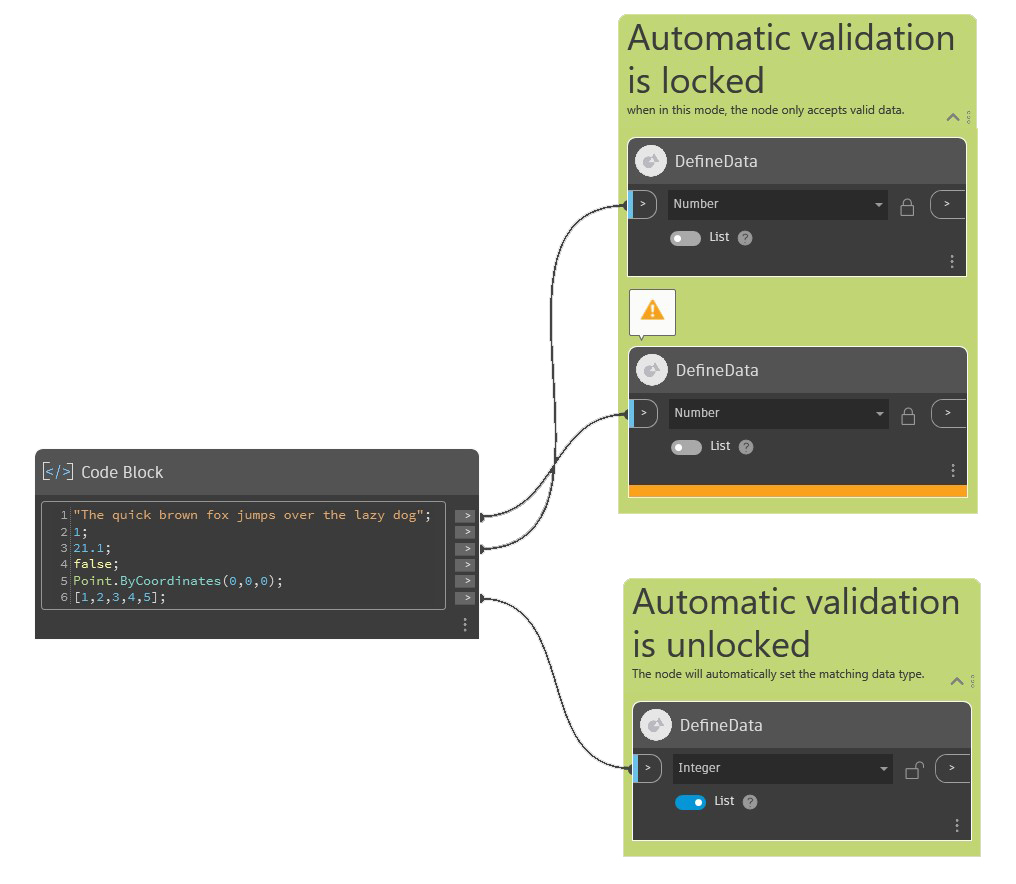 Automatic validation
is locked
when in this mode, the node only accepts valid data.
DefineData
>
Number
>
List ?
DefineData
>
Number
>
List ?
</> Code Block
1 "The quick brown fox jumps over the lazy dog"; >
2 1; >
3 21.1; >
4 false; >
5 Point.ByCoordinates(0,0,0); >
6 [1,2,3,4,5]; >
Automatic validation
is unlocked
The node will automatically set the matching data type.
DefineData
>
Integer
>
List ?